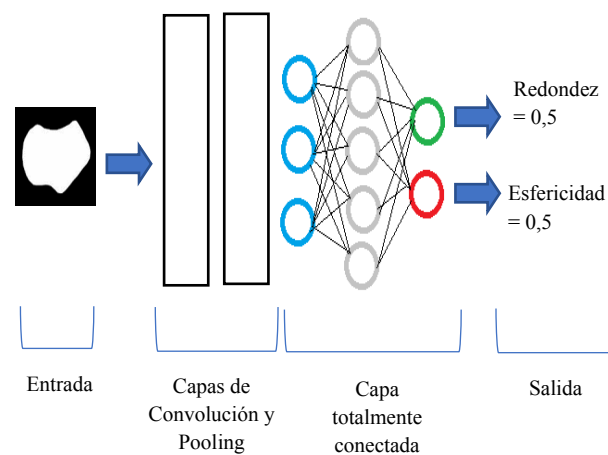 Redondez
= 0,5
Esfericidad
= 0,5
Entrada
Capas de
Convolución y
Pooling
Capa
totalmente
conectada
Salida